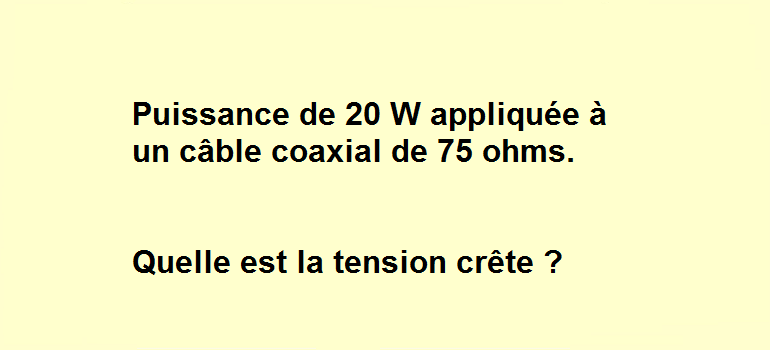 Puissance de 20 W appliquée à
un câble coaxial de 75 ohms.
Quelle est la tension crête ?